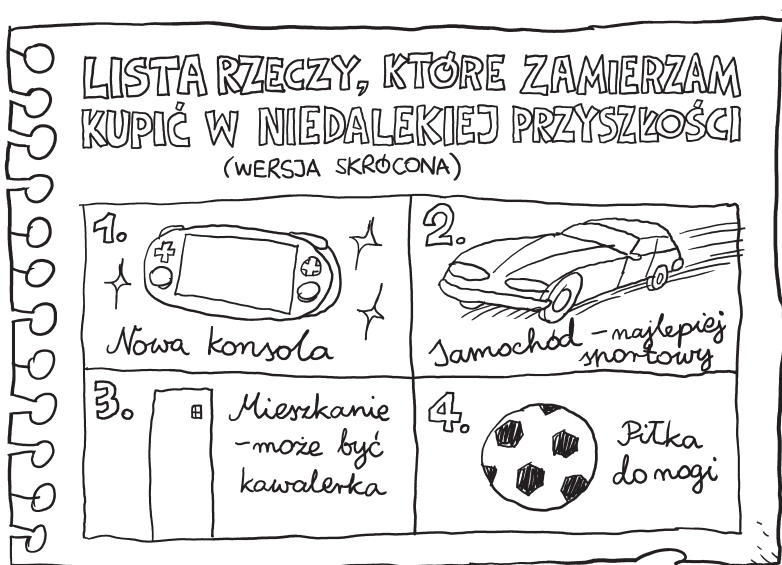 LISTA RZECZY, KTÓRE ZAMIERZAM
KUPIĆ W NIEDALEKIEJ PRZYSZŁOŚCI
(WERSJA SKRÓCONA)
1.
Nowa konsola
2.
Samochód – najlepiej
sportowy
3.
Mieszkanie
– może być
kawalerka
4.
Piłka
do nogi